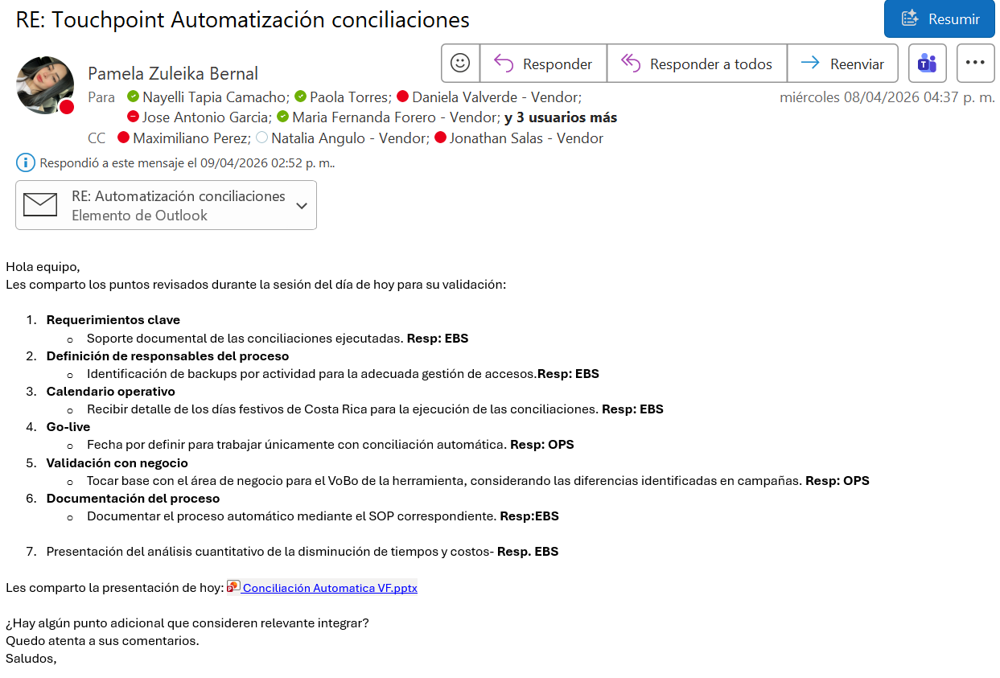 RE: Touchpoint Automatización conciliaciones
Resumir
Pamela Zuleika Bernal
Responder
Responder a todos
Reenviar
Para Nayelli Tapia Camacho; Paola Torres; Daniela Valverde - Vendor;
miércoles 08/04/2026 04:37 p. m.
Jose Antonio Garcia; Maria Fernanda Forero - Vendor; y 3 usuarios más
CC Maximiliano Perez; Natalia Angulo - Vendor; Jonathan Salas - Vendor
Respondió a este mensaje el 09/04/2026 02:52 p. m..
RE: Automatización conciliaciones
Elemento de Outlook
Hola equipo,
Les comparto los puntos revisados durante la sesión del día de hoy para su validación:
1. Requerimientos clave
o Soporte documental de las conciliaciones ejecutadas. Resp: EBS
2. Definición de responsables del proceso
o Identificación de backups por actividad para la adecuada gestión de accesos.Resp: EBS
3. Calendario operativo
o Recibir detalle de los días festivos de Costa Rica para la ejecución de las conciliaciones. Resp: EBS
4. Go-live
o Fecha por definir para trabajar únicamente con conciliación automática. Resp: OPS
5. Validación con negocio
o Tocar base con el área de negocio para el VoBo de la herramienta, considerando las diferencias identificadas en campañas. Resp: OPS
6. Documentación del proceso
o Documentar el proceso automático mediante el SOP correspondiente. Resp:EBS
7. Presentación del análisis cuantitativo de la disminución de tiempos y costos- Resp. EBS
Les comparto la presentación de hoy: Conciliación Automatica VF.pptx
¿Hay algún punto adicional que consideren relevante integrar?
Quedo atenta a sus comentarios.
Saludos,